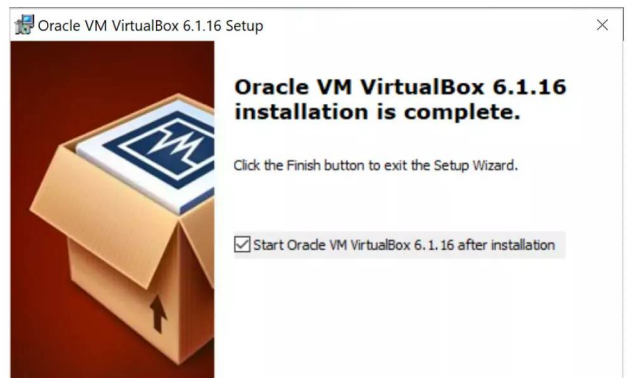 Oracle VM VirtualBox 6.1.16 Setup
Oracle VM VirtualBox 6.1.16
installation is complete.
Click the Finish button to exit the Setup Wizard.
Start Oracle VM VirtualBox 6.1.16 after installation